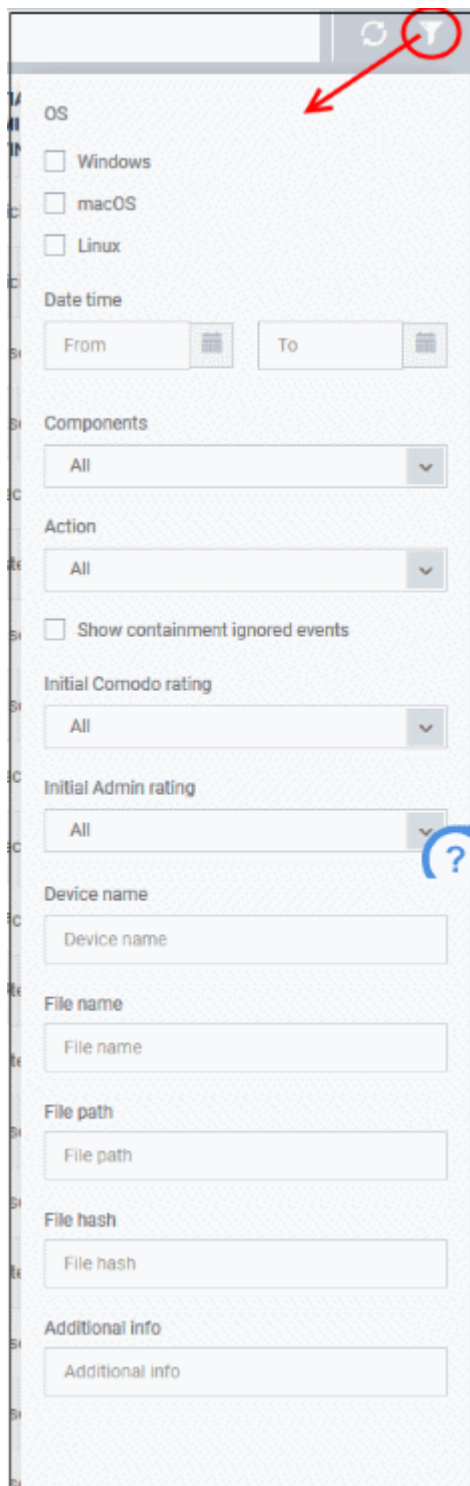 OS
Windows
macOS
Linux
Date time
From To
Components
All
Action
All
Show containment ignored events
Initial Comodo rating
All
Initial Admin rating
All
?
Device name
Device name
File name
File name
File path
File path
File hash
File hash
Additional info
Additional info